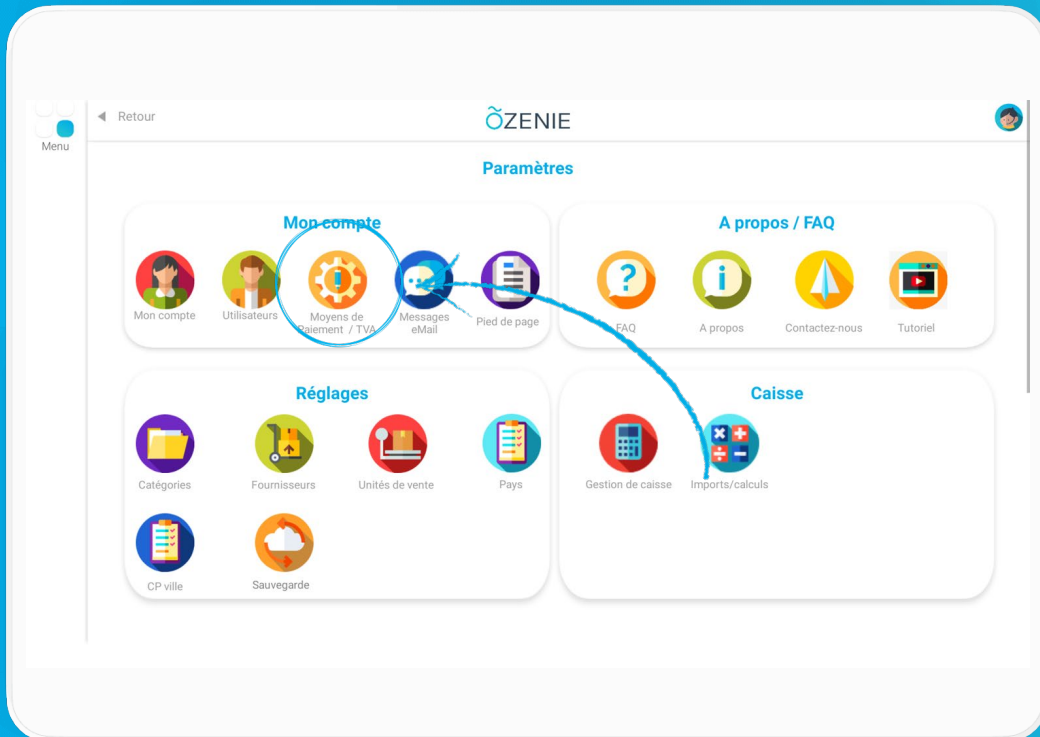 Retour
ÕZENIE
Menu
Paramètres
Mon compte
Mon compte
Utilisateurs
Moyens de
Paiement / TVA
Messages
eMail
Pied de page
A propos / FAQ
FAQ
A propos
Contactez-nous
Tutoriel
Réglages
Catégories
Fournisseurs
Unités de vente
Pays
CP ville
Sauvegarde
Caisse
Gestion de caisse
Imports/calculs